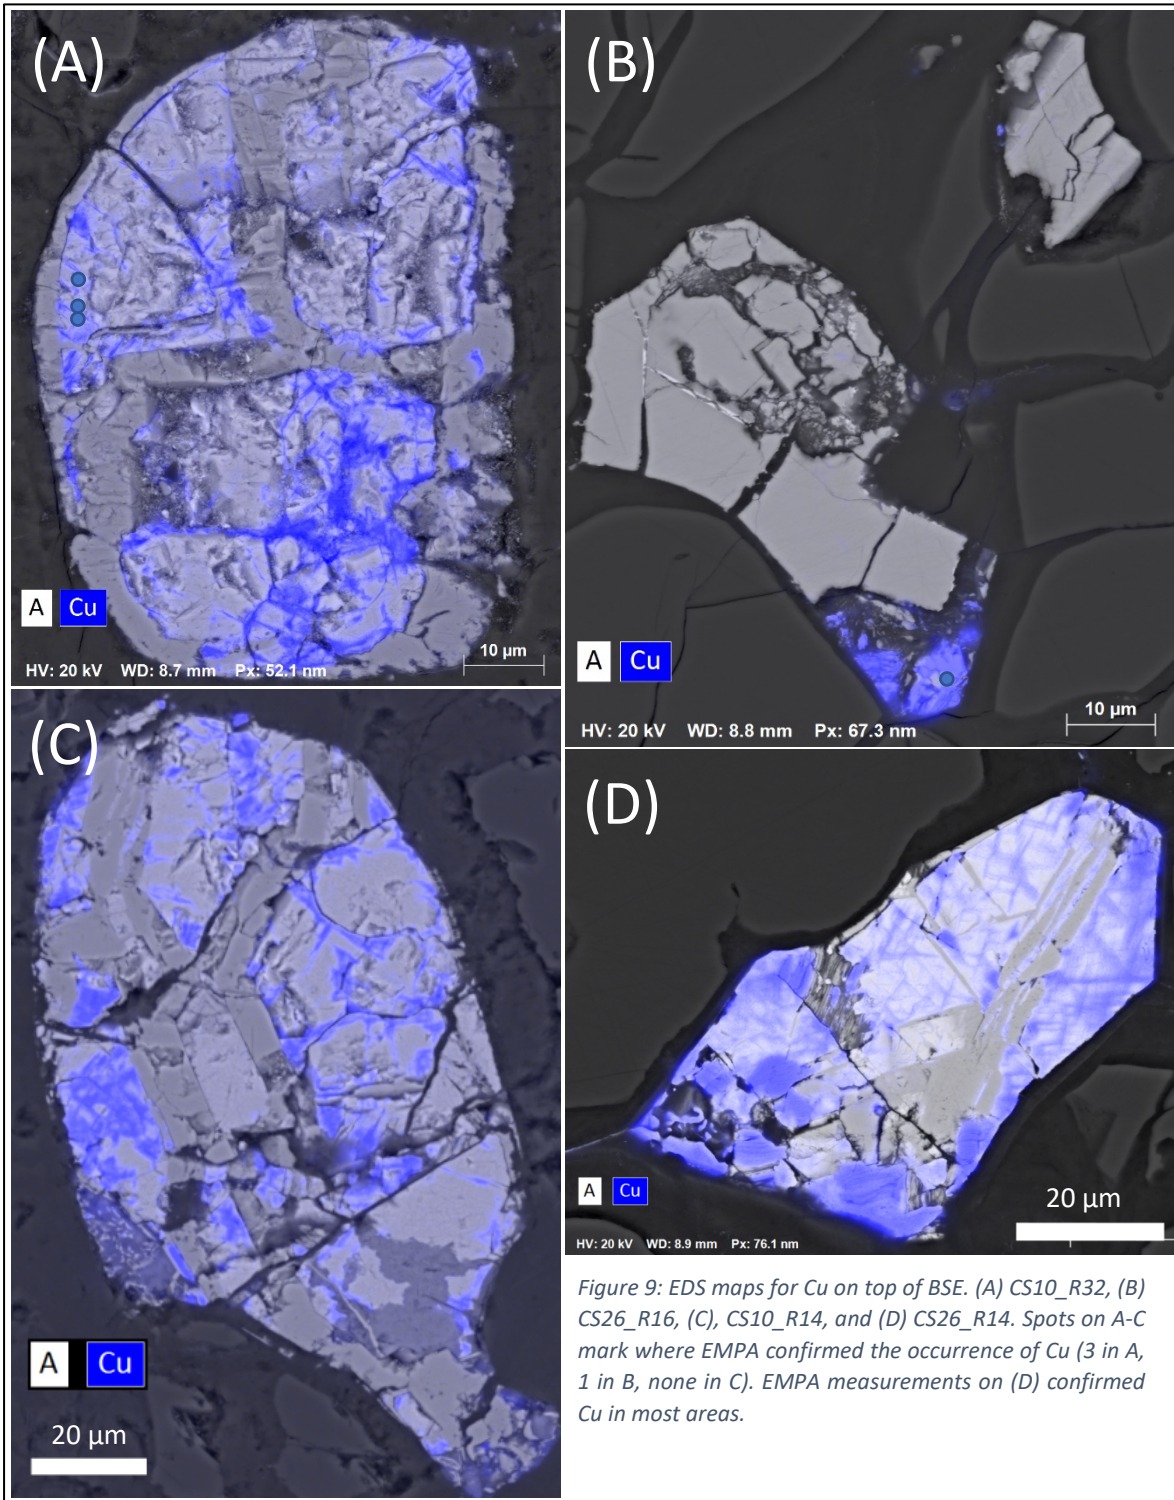 (A)
A Cu
10 µm
HV: 20 kV WD: 8.7 mm Px: 52.1 nm
(B)
A Cu
10 µm
HV: 20 kV WD: 8.8 mm Px: 67.3 nm
(C)
A Cu
20 µm
(D)
A Cu
20 µm
HV: 20 kV WD: 8.9 mm Px: 76.1 nm
Figure 9: EDS maps for Cu on top of BSE. (A) CS10_R32, (B)
CS26_R16, (C), CS10_R14, and (D) CS26_R14. Spots on A-C
mark where EMPA confirmed the occurrence of Cu (3 in A,
1 in B, none in C). EMPA measurements on (D) confirmed
Cu in most areas.